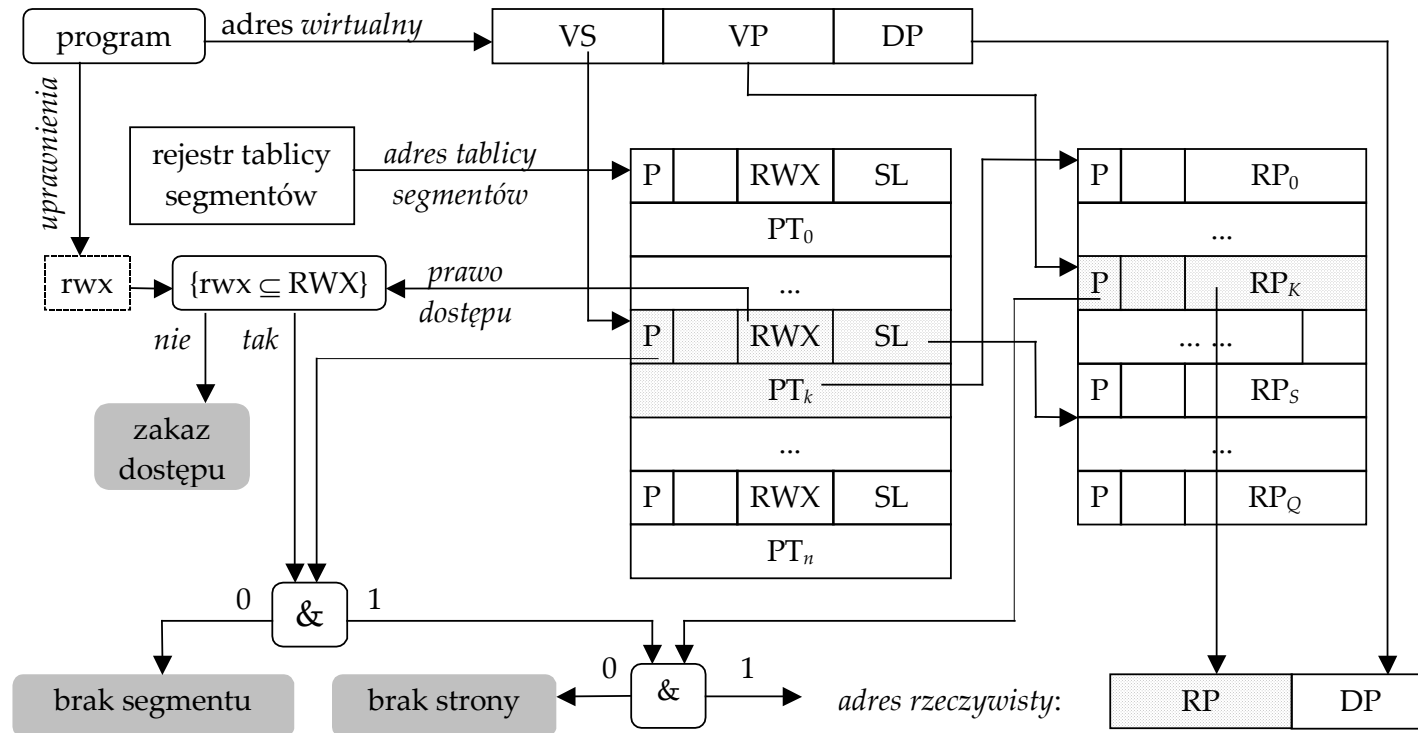 program
adres wirtualny
VS VP DP
uprawnienia
rejestr tablicy
segmentów
adres tablicy
segmentów
P RWX SL
PT0
...
P RWX SL
PTk
...
P RWX SL
PTn
P RP0
...
P RPK
... ...
P RPS
...
P RPQ
rwx
{rwx ⊆ RWX}
prawo
dostępu
nie tak
zakaz
dostępu
0 & 1
brak segmentu
brak strony
0 & 1
adres rzeczywisty:
RP DP